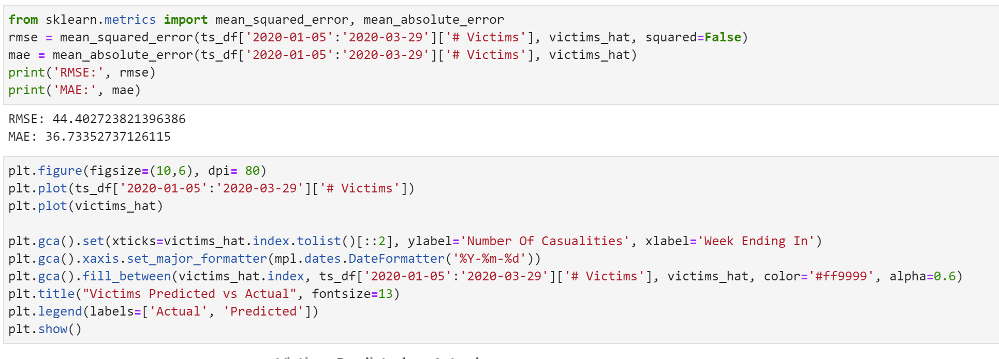 from sklearn.metrics import mean_squared_error, mean_absolute_error
rmse = mean_squared_error(ts_df['2020-01-05':'2020-03-29']['# Victims'], victims_hat, squared=False)
mae = mean_absolute_error(ts_df['2020-01-05':'2020-03-29']['# Victims'], victims_hat)
print('RMSE:', rmse)
print('MAE:', mae)
RMSE: 44.402723821396386
MAE: 36.73352737126115
plt.figure(figsize=(10,6), dpi= 80)
plt.plot(ts_df['2020-01-05':'2020-03-29']['# Victims'])
plt.plot(victims_hat)
plt.gca().set(xticks=victims_hat.index.tolist()[::2], ylabel='Number Of Casualities', xlabel='Week Ending In')
plt.gca().xaxis.set_major_formatter(mpl.dates.DateFormatter('%Y-%m-%d'))
plt.gca().fill_between(victims_hat.index, ts_df['2020-01-05':'2020-03-29']['# Victims'], victims_hat, color='#ff9999', alpha=0.6)
plt.title("Victims Predicted vs Actual", fontsize=13)
plt.legend(labels=['Actual', 'Predicted'])
plt.show()